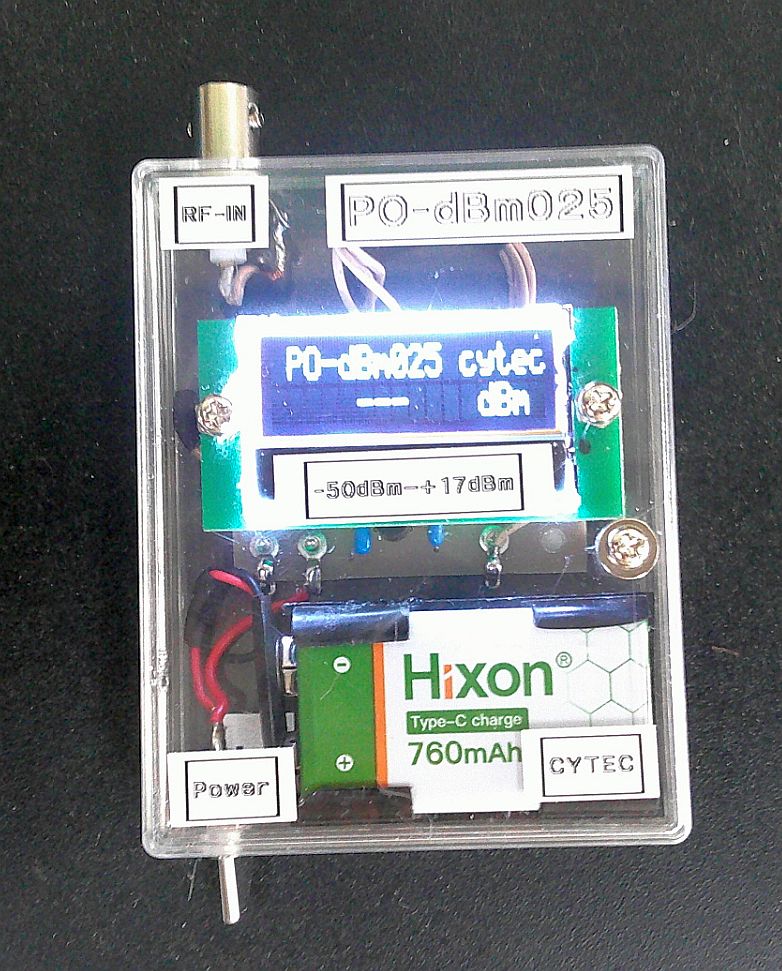 RF-IN
PO-dBm025
PO-dBm025 cytec
--- dBm
-50dBm-+17dBm
Hixon®
Type-C charge
760mAh
Power
CYTEC